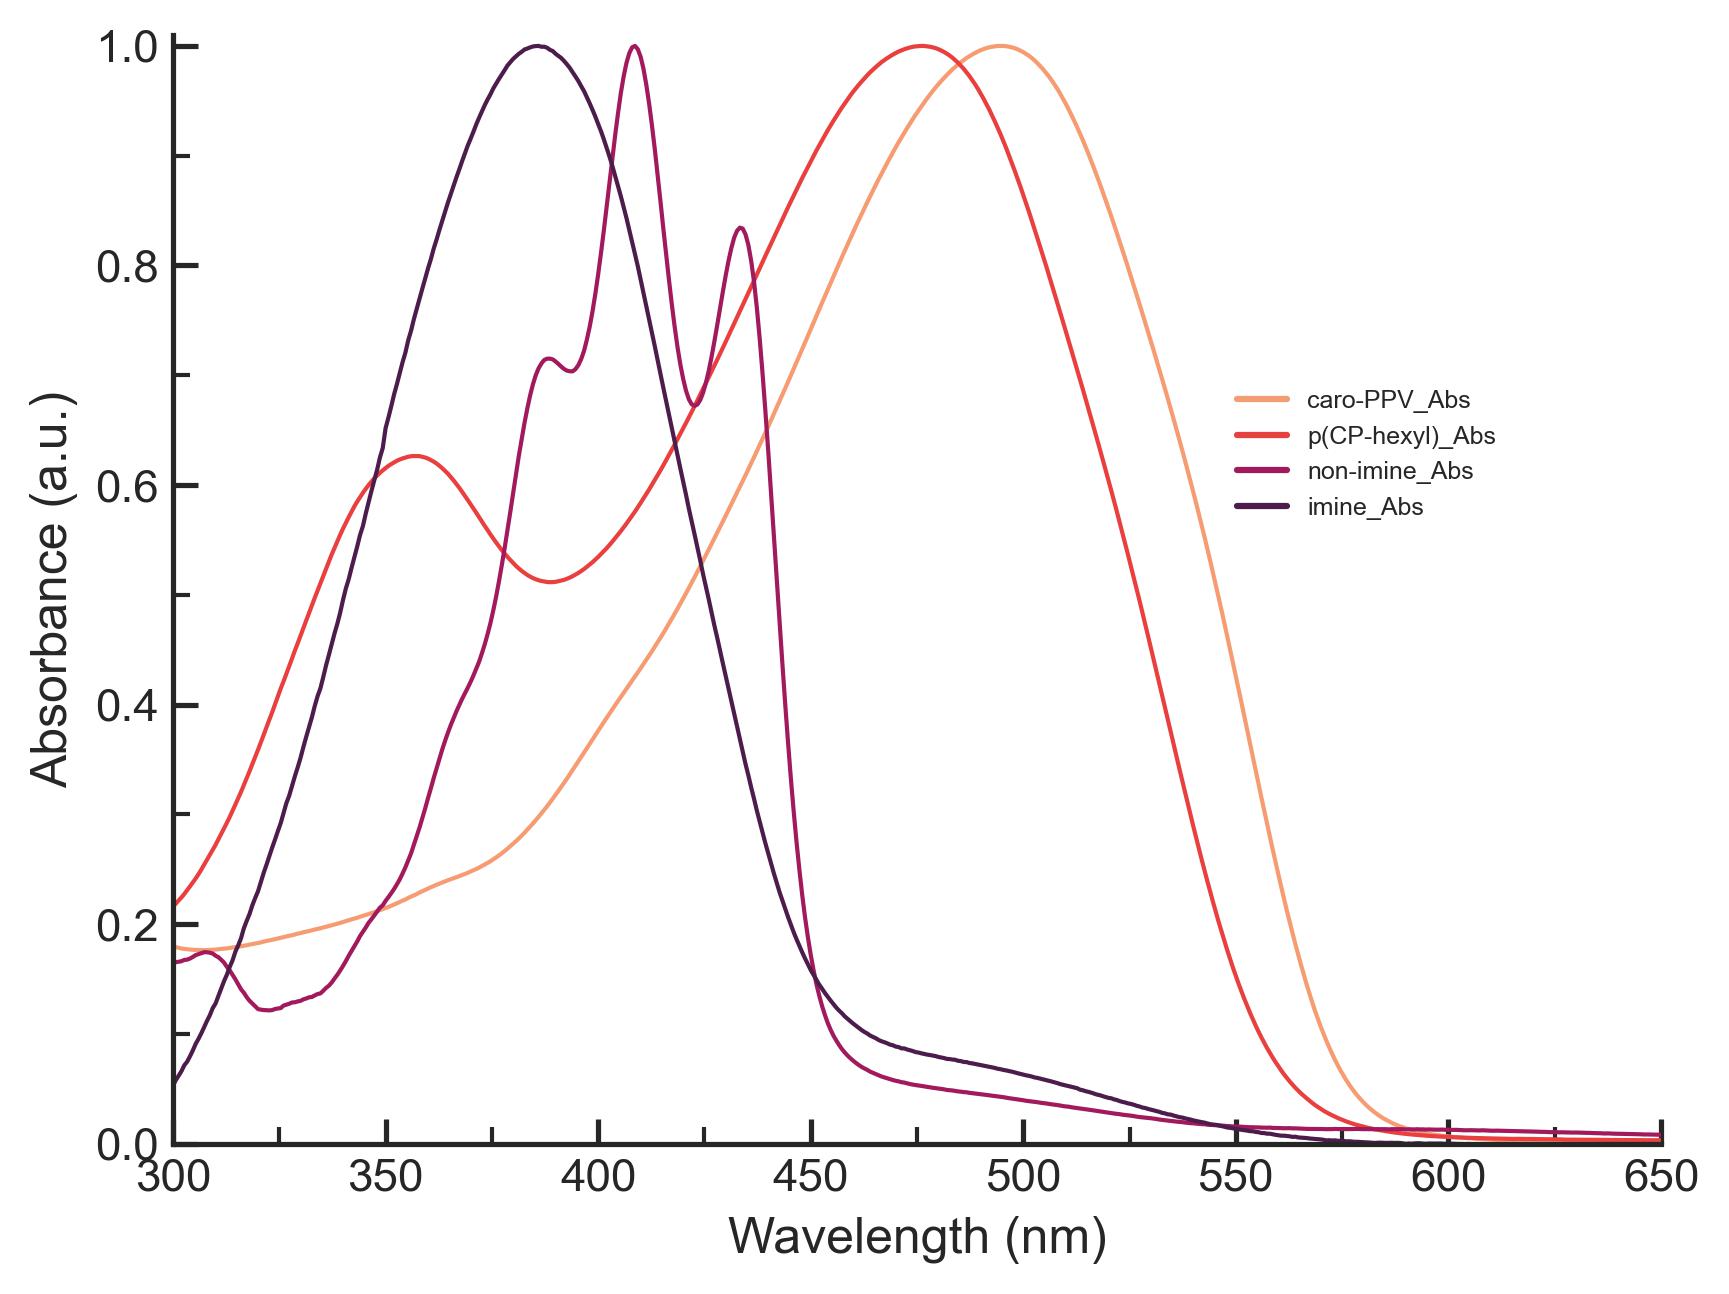 1.0
0.8
0.6
0.4
0.2
0.0
Absorbance (a.u.)
caro-PPV_Abs
p(CP-hexyl)_Abs
non-imine_Abs
imine_Abs
300 350 400 450 500 550 600 650
Wavelength (nm)